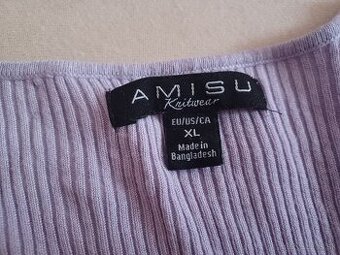 AMISU
Knitwear
EU/US/CA
XL
Made in
Bangladesh